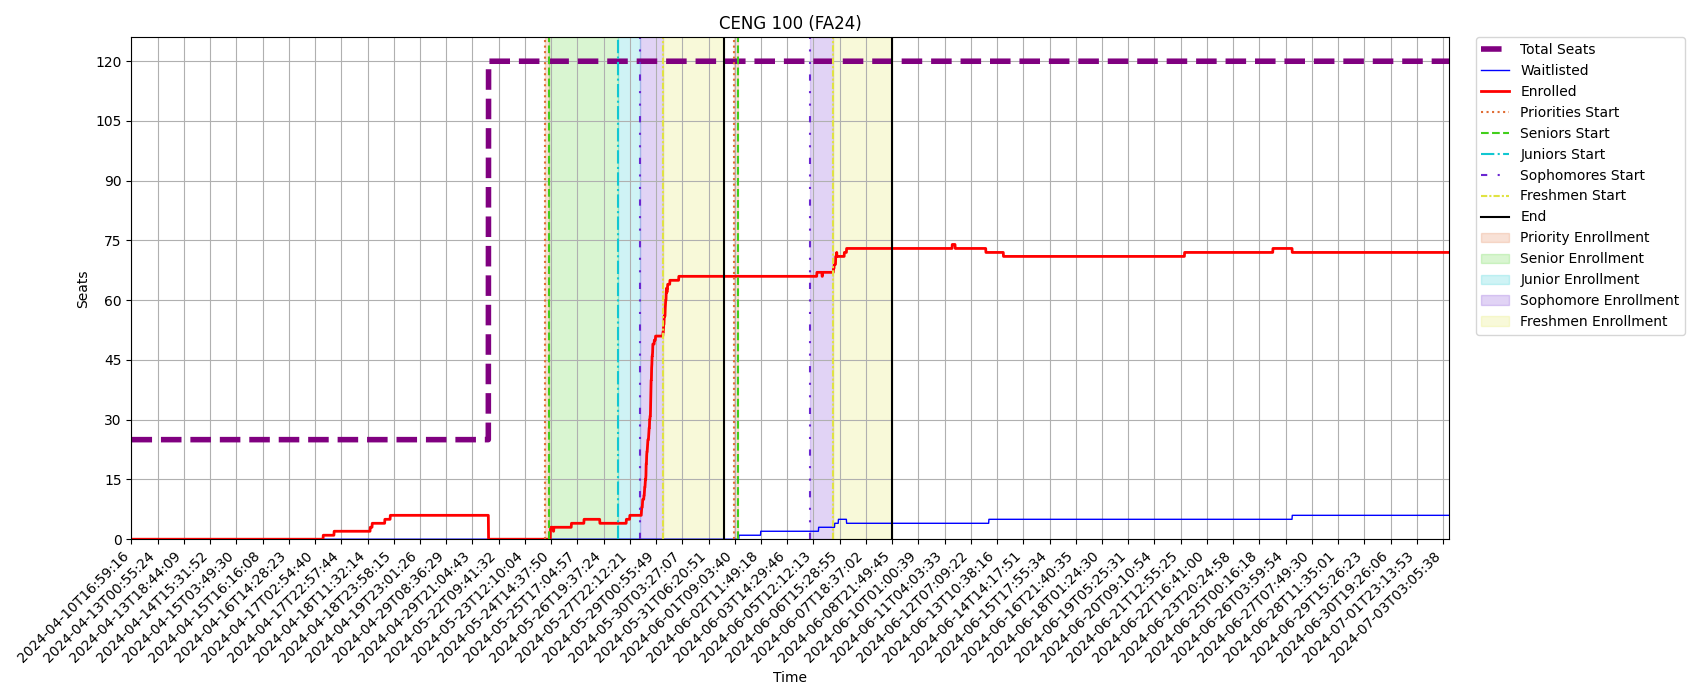 CENG 100 (FA24)
Total Seats
Waitlisted
Enrolled
Priorities Start
Seniors Start
Juniors Start
Sophomores Start
Freshmen Start
End
Priority Enrollment
Senior Enrollment
Junior Enrollment
Sophomore Enrollment
Freshmen Enrollment
Seats
120
105
90
75
60
45
30
15
0
2024-04-10T16:59:16
2024-04-13T00:55:24
2024-04-13T18:44:09
2024-04-14T15:31:52
2024-04-15T03:49:30
2024-04-15T16:16:08
2024-04-16T14:28:23
2024-04-17T02:54:40
2024-04-17T22:57:44
2024-04-18T11:32:14
2024-04-18T23:58:15
2024-04-19T23:01:26
2024-04-29T08:36:29
2024-04-29T21:04:43
2024-05-22T09:41:32
2024-05-23T12:10:04
2024-05-24T14:37:50
2024-05-25T17:04:57
2024-05-26T19:37:24
2024-05-27T22:12:21
2024-05-29T00:55:49
2024-05-30T03:27:07
2024-05-31T06:20:51
2024-06-01T09:03:40
2024-06-02T11:49:18
2024-06-03T14:29:46
2024-06-05T12:12:13
2024-06-06T15:28:55
2024-06-07T18:37:02
2024-06-08T21:49:45
2024-06-10T01:00:39
2024-06-11T04:03:33
2024-06-12T07:09:22
2024-06-13T10:38:16
2024-06-14T14:17:51
2024-06-15T17:55:34
2024-06-16T21:40:35
2024-06-18T01:24:30
2024-06-19T05:25:31
2024-06-20T09:10:54
2024-06-21T12:55:25
2024-06-22T16:41:00
2024-06-23T20:24:58
2024-06-25T00:16:18
2024-06-26T03:59:54
2024-06-27T07:49:30
2024-06-28T11:35:01
2024-06-29T15:26:23
2024-06-30T19:26:06
2024-07-01T23:13:53
2024-07-03T03:05:38
Time